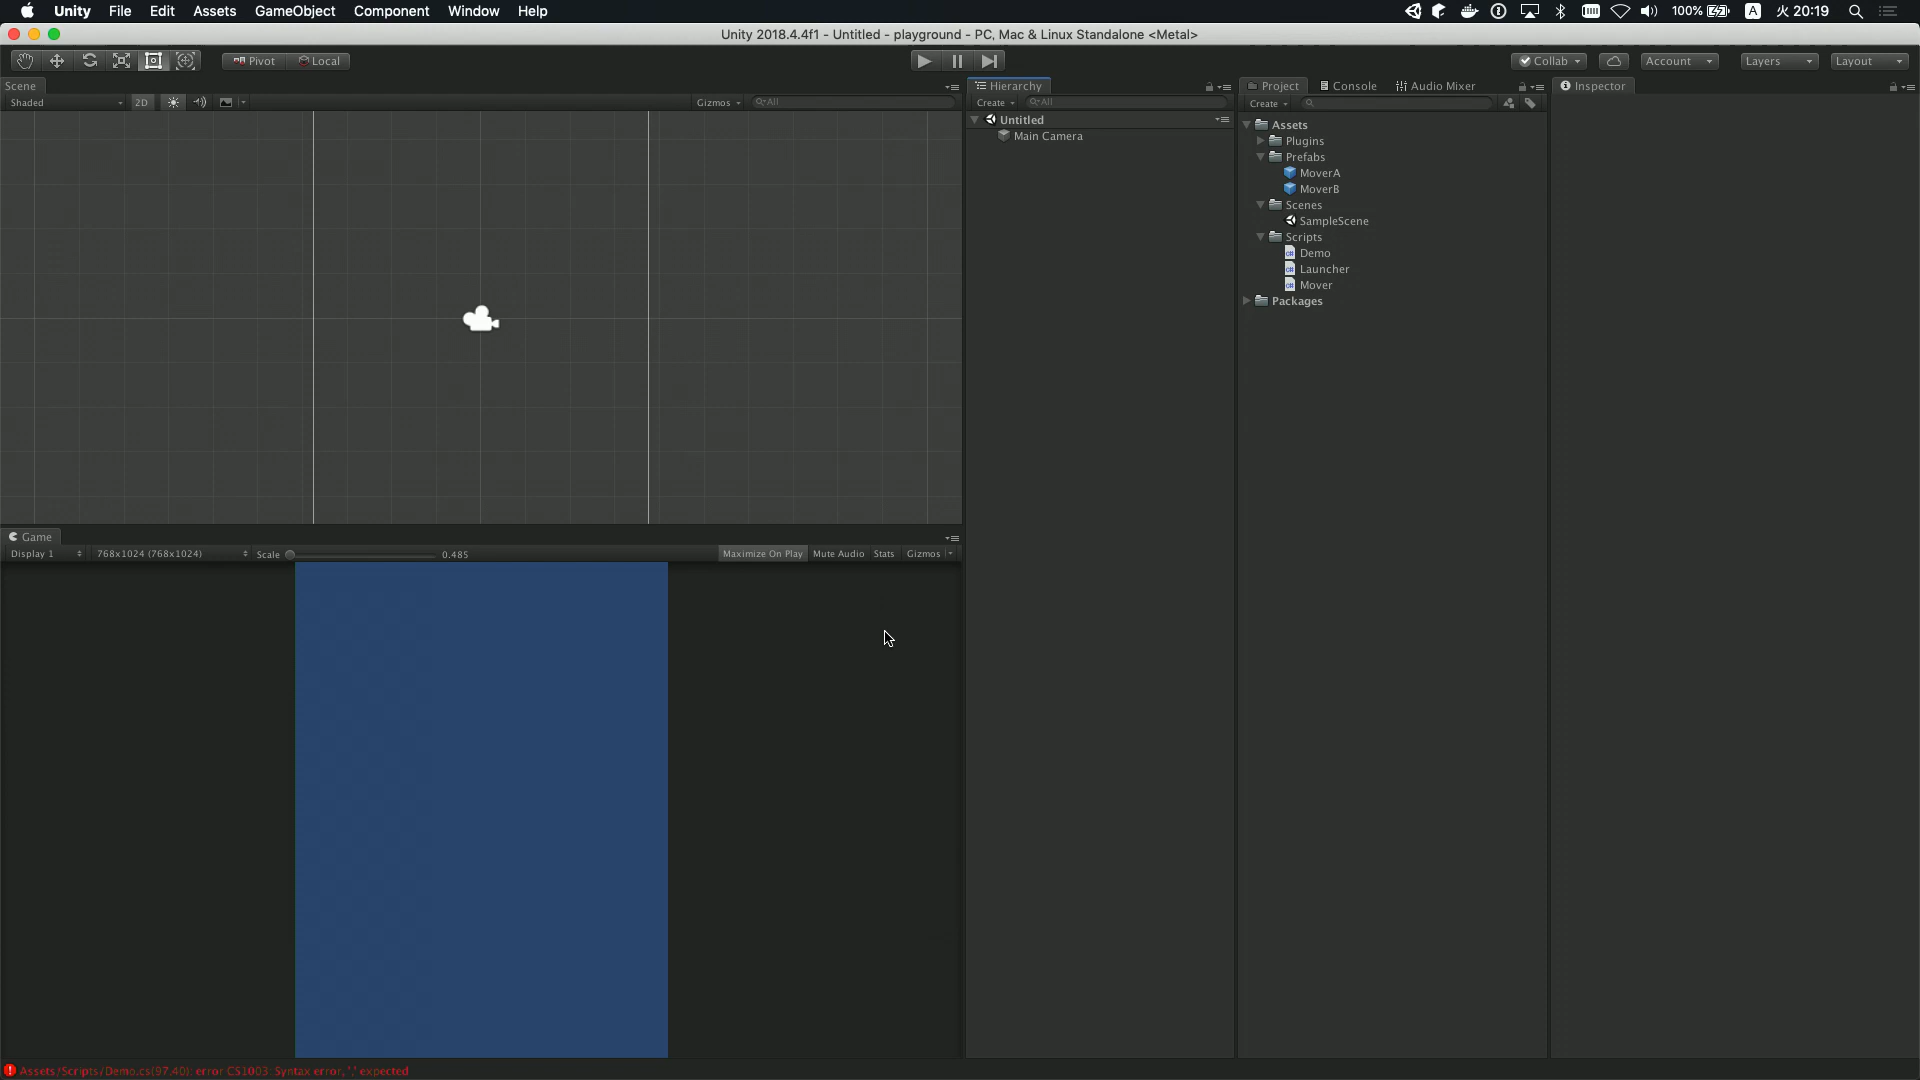 Unity File Edit Assets GameObject Component Window Help 100% A 火 20:19
Unity 2018.4.4f1 - Untitled - playground - PC, Mac & Linux Standalone <Metal>
Pivot Local Collab Account Layers Layout
Scene Hierarchy Project Console Audio Mixer Inspector
Shaded 2D Gizmos All Create All Create
Untitled
Main Camera
Assets
Plugins
Prefabs
MoverA
MoverB
Scenes
SampleScene
Scripts
Demo
Launcher
Mover
Packages
Game
Display 1 768x1024 (768x1024) Scale 0.485 Maximize On Play Mute Audio Stats Gizmos
Assets/Scripts/Demo.cs(97,40): error CS1003: Syntax error, ',' expected